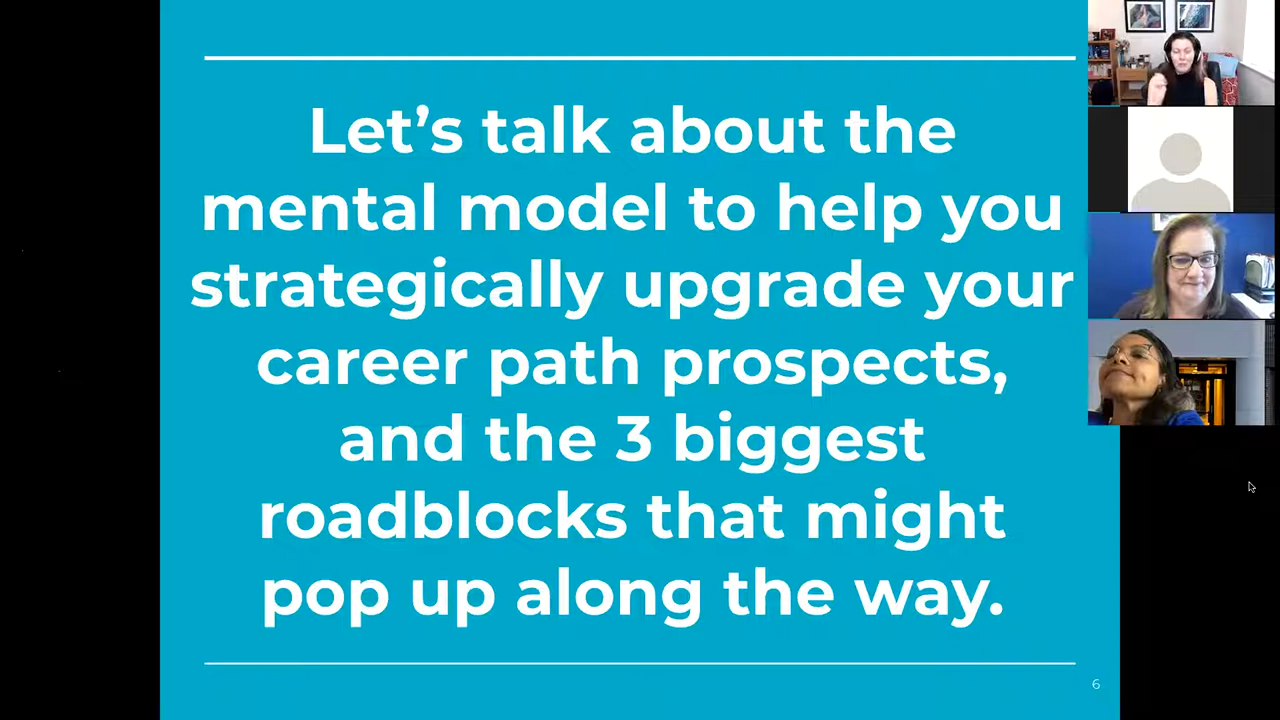 Let’s talk about the
mental model to help you
strategically upgrade your
career path prospects,
and the 3 biggest
roadblocks that might
pop up along the way.
6